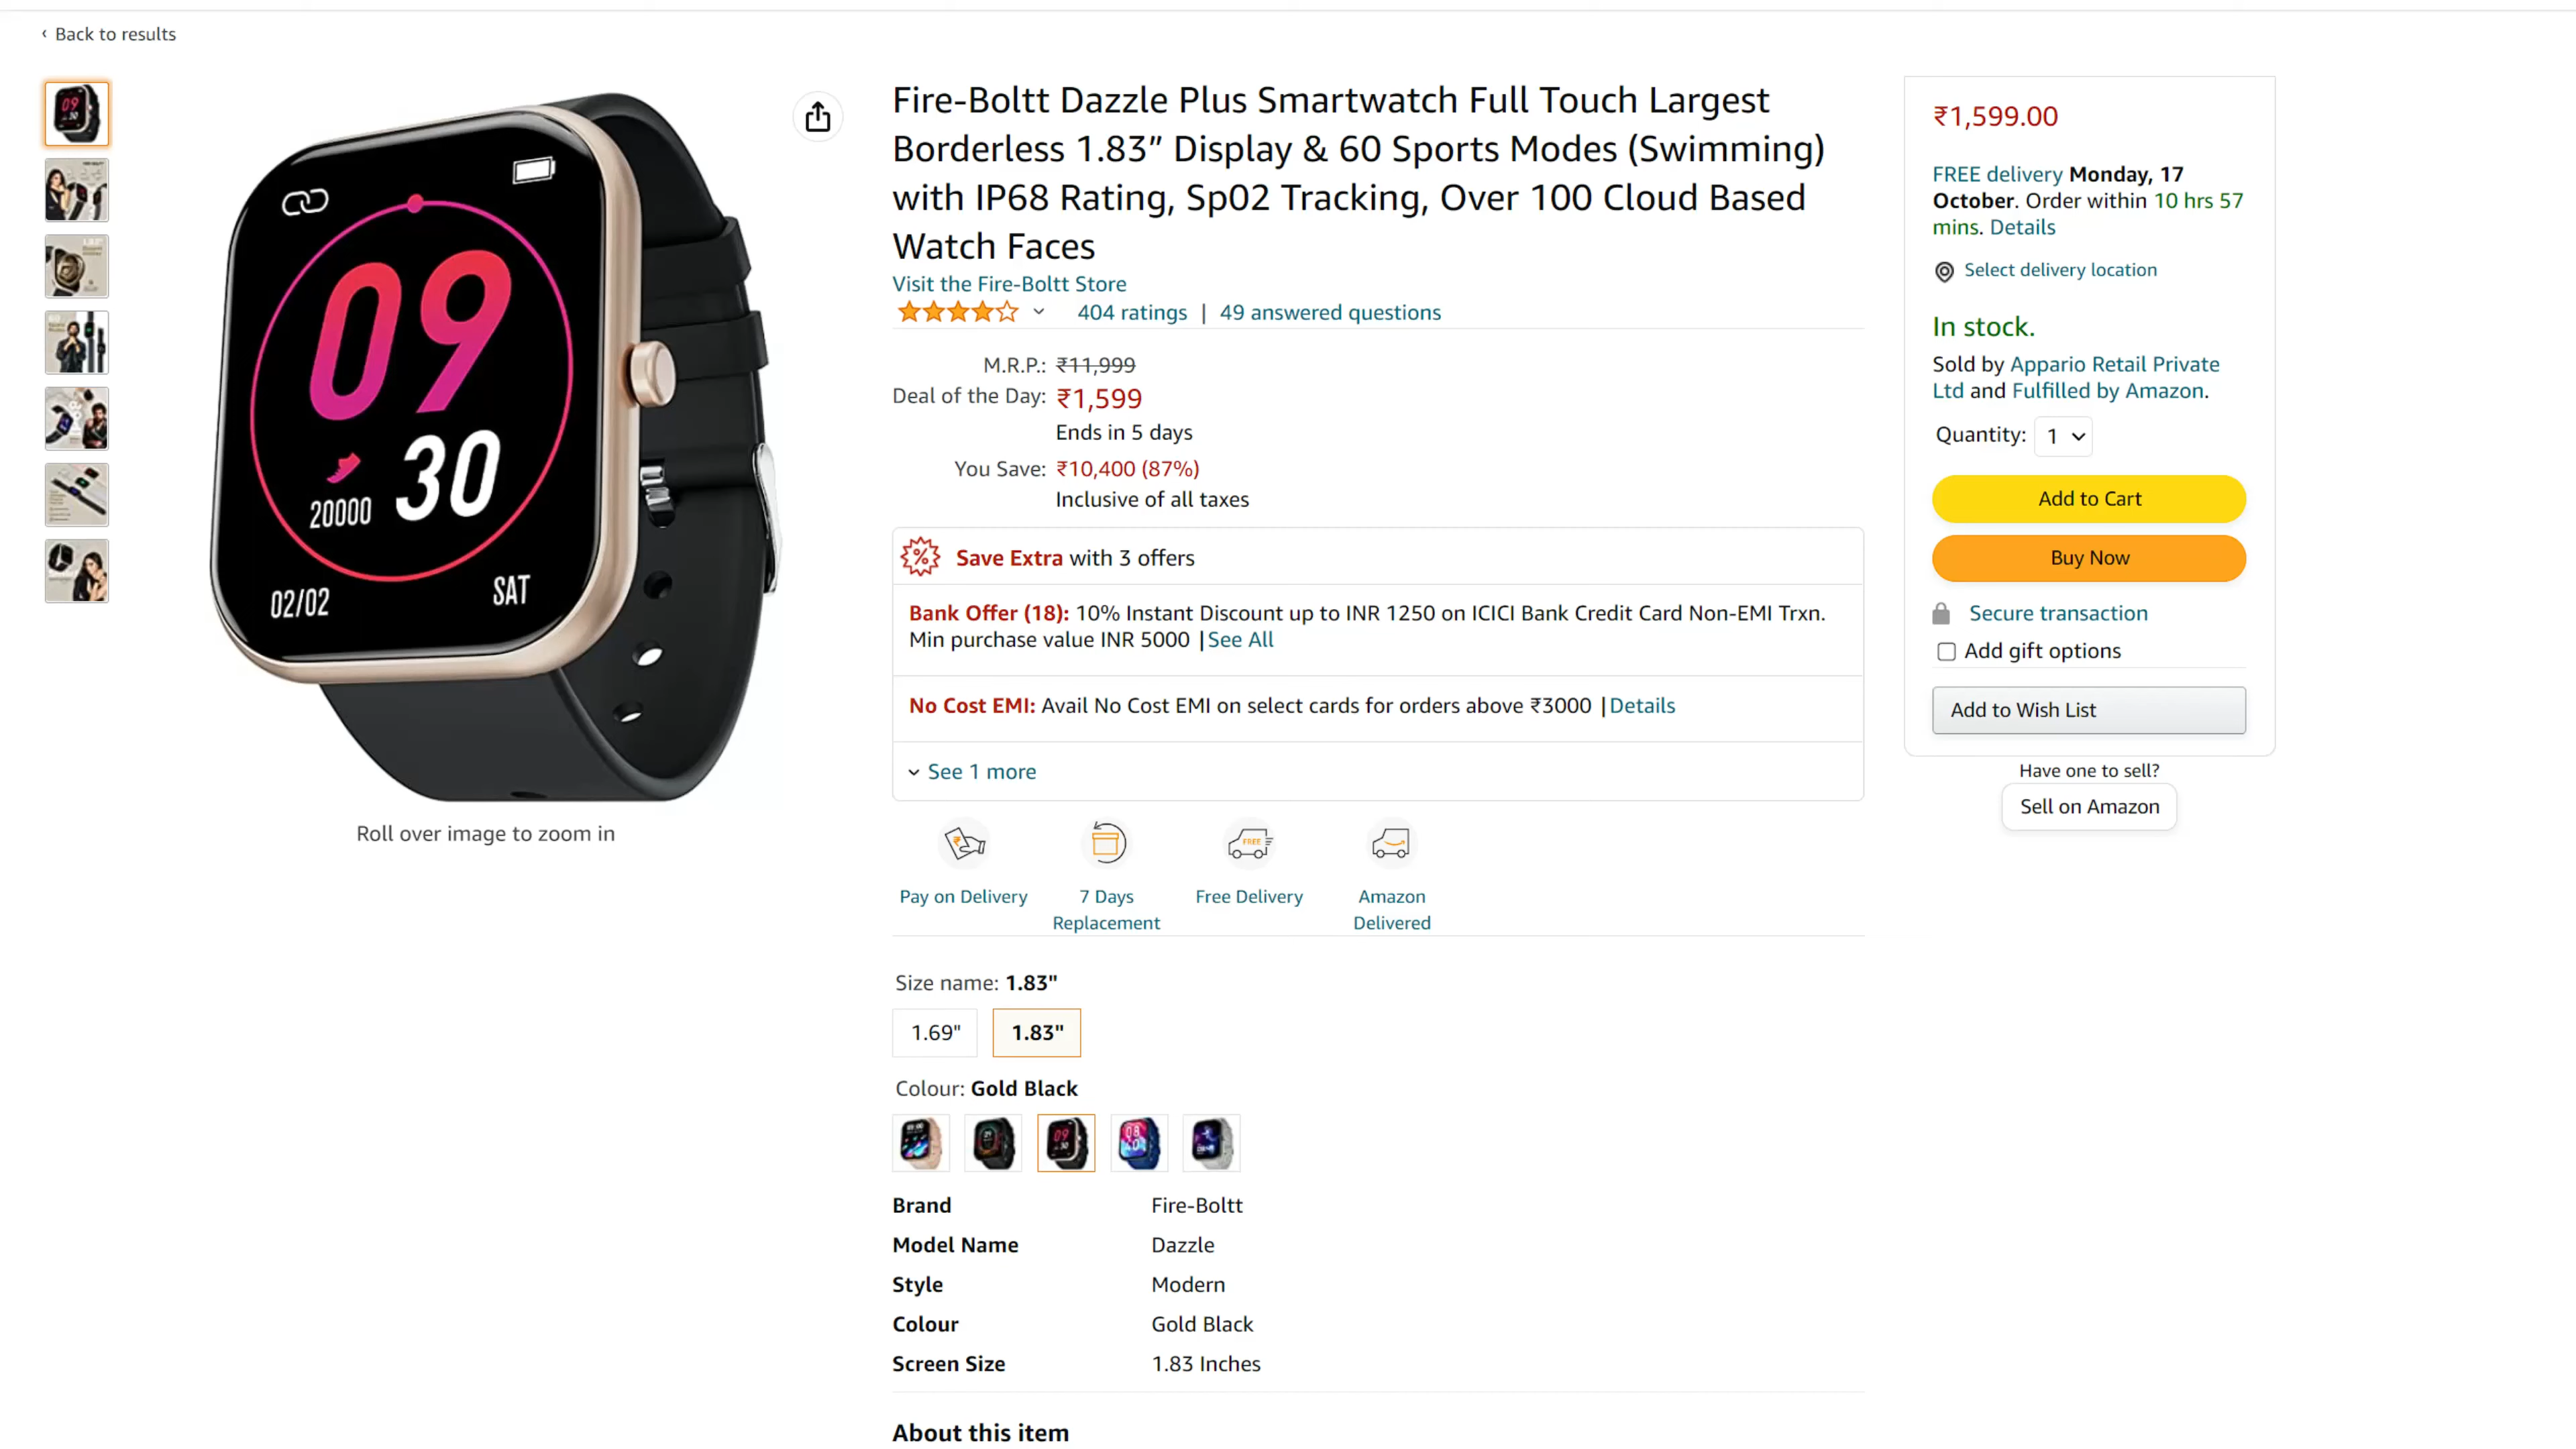 ‹ Back to results
09
30
20000
02/02
SAT
Roll over image to zoom in
Fire-Boltt Dazzle Plus Smartwatch Full Touch Largest
Borderless 1.83” Display & 60 Sports Modes (Swimming)
with IP68 Rating, Sp02 Tracking, Over 100 Cloud Based
Watch Faces
Visit the Fire-Boltt Store
404 ratings | 49 answered questions
M.R.P.: ₹11,999
Deal of the Day: ₹1,599
Ends in 5 days
You Save: ₹10,400 (87%)
Inclusive of all taxes
% Save Extra with 3 offers
Bank Offer (18): 10% Instant Discount up to INR 1250 on ICICI Bank Credit Card Non-EMI Trxn.
Min purchase value INR 5000 | See All
No Cost EMI: Avail No Cost EMI on select cards for orders above ₹3000 | Details
See 1 more
FREE
Pay on Delivery
7 Days
Replacement
Free Delivery
Amazon
Delivered
Size name: 1.83"
1.69"
1.83"
Colour: Gold Black
Brand Fire-Boltt
Model Name Dazzle
Style Modern
Colour Gold Black
Screen Size 1.83 Inches
About this item
₹1,599.00
FREE delivery Monday, 17
October. Order within 10 hrs 57
mins. Details
Select delivery location
In stock.
Sold by Appario Retail Private
Ltd and Fulfilled by Amazon.
Quantity: 1
Add to Cart
Buy Now
Secure transaction
Add gift options
Add to Wish List
Have one to sell?
Sell on Amazon